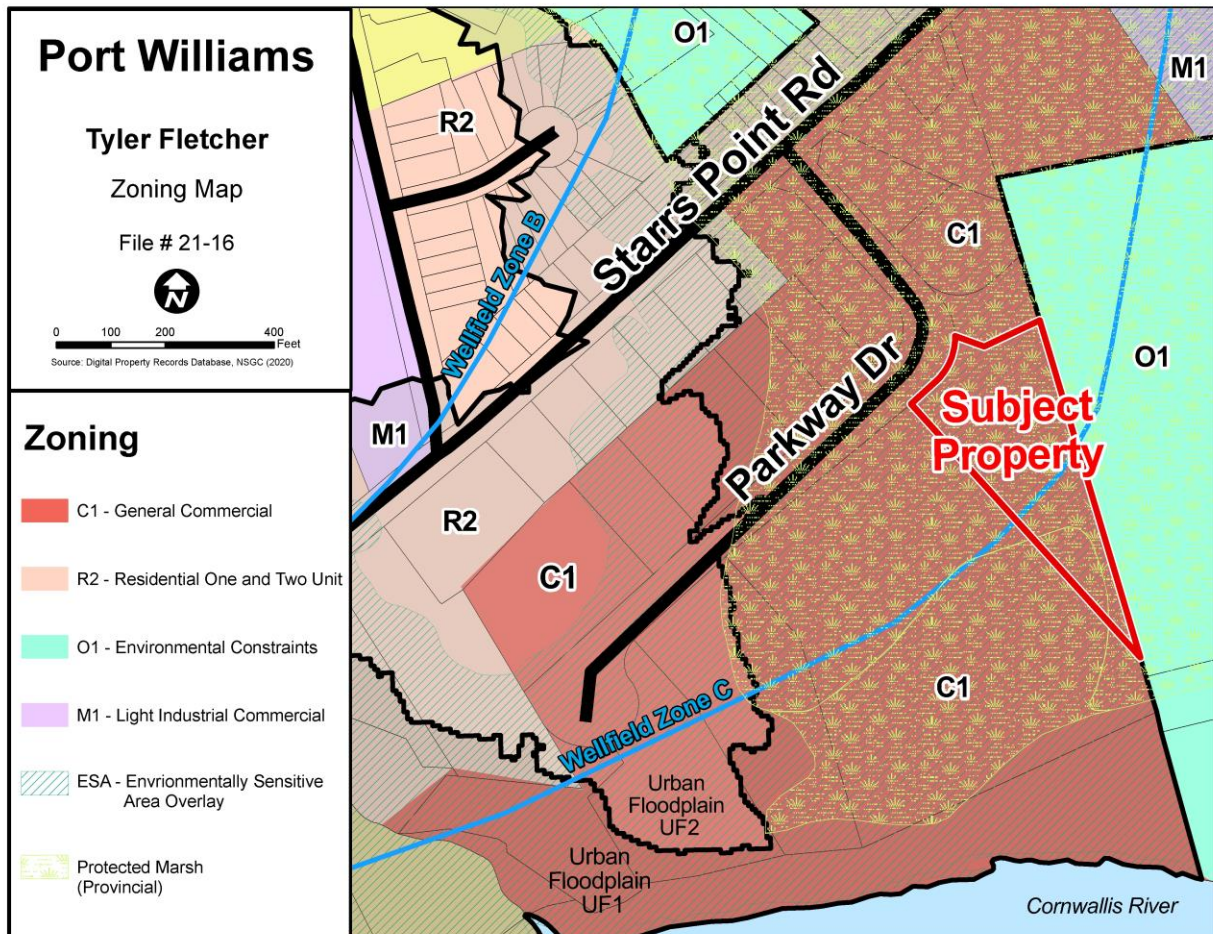 Port Williams
Tyler Fletcher
Zoning Map
File # 21-16
N
0 100 200 400
Feet
Source: Digital Property Records Database, NSGC (2020)
Zoning
C1 - General Commercial
R2 - Residential One and Two Unit
O1 - Environmental Constraints
M1 - Light Industrial Commercial
ESA - Envrionmentally Sensitive
Area Overlay
Protected Marsh
(Provincial)
O1
M1
R2
Starrs Point Rd
Wellfield Zone B
C1
O1
Parkway Dr
Subject
Property
M1
R2
C1
C1
Wellfield Zone C
Urban
Floodplain
UF2
Urban
Floodplain
UF1
Cornwallis River